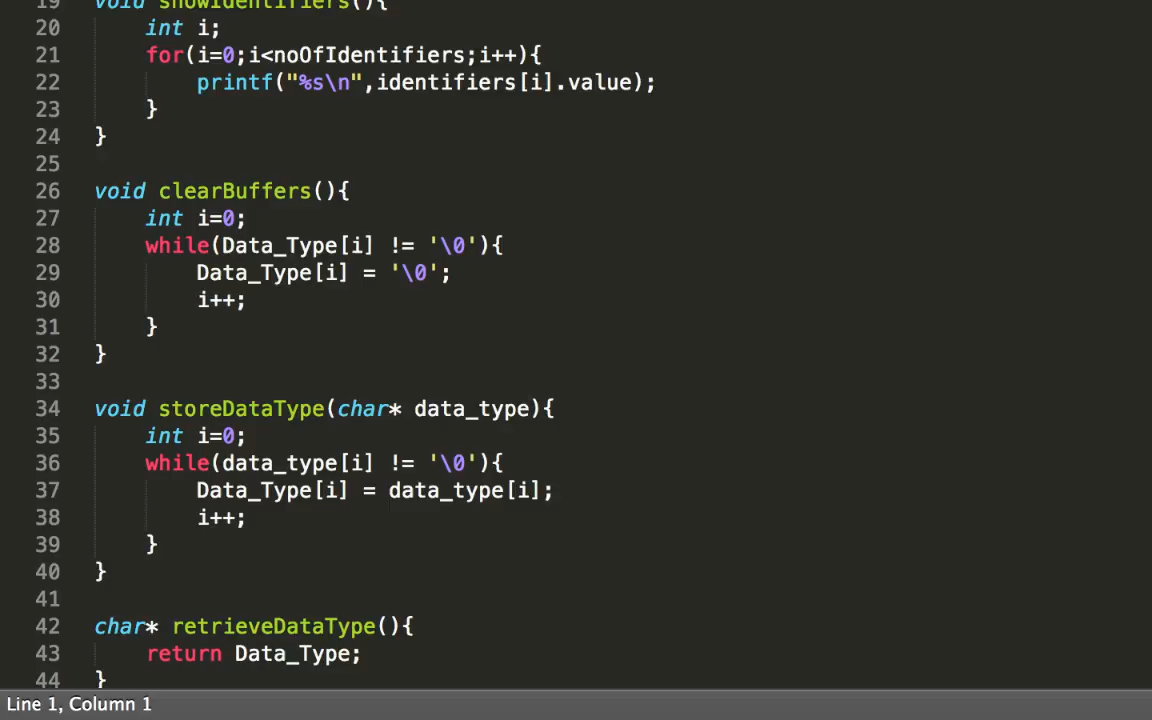 19 void showIdentifiers(){
20 int i;
21 for(i=0;i<noOfIdentifiers;i++){
22 printf("%s\n",identifiers[i].value);
23 }
24 }
25
26 void clearBuffers(){
27 int i=0;
28 while(Data_Type[i] != '\0'){
29 Data_Type[i] = '\0';
30 i++;
31 }
32 }
33
34 void storeDataType(char* data_type){
35 int i=0;
36 while(data_type[i] != '\0'){
37 Data_Type[i] = data_type[i];
38 i++;
39 }
40 }
41
42 char* retrieveDataType(){
43 return Data_Type;
44 }
Line 1, Column 1